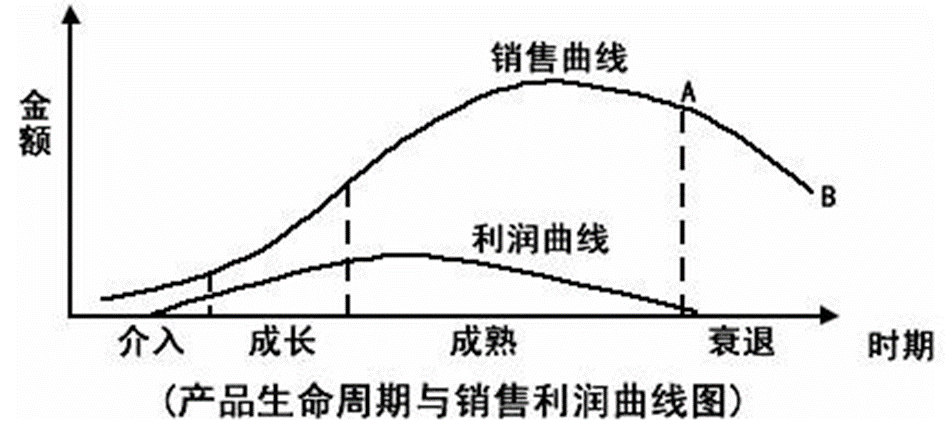 销售曲线
A
金额
B
利润曲线
介入 成长 成熟 衰退 时期
(产品生命周期与销售利润曲线图)